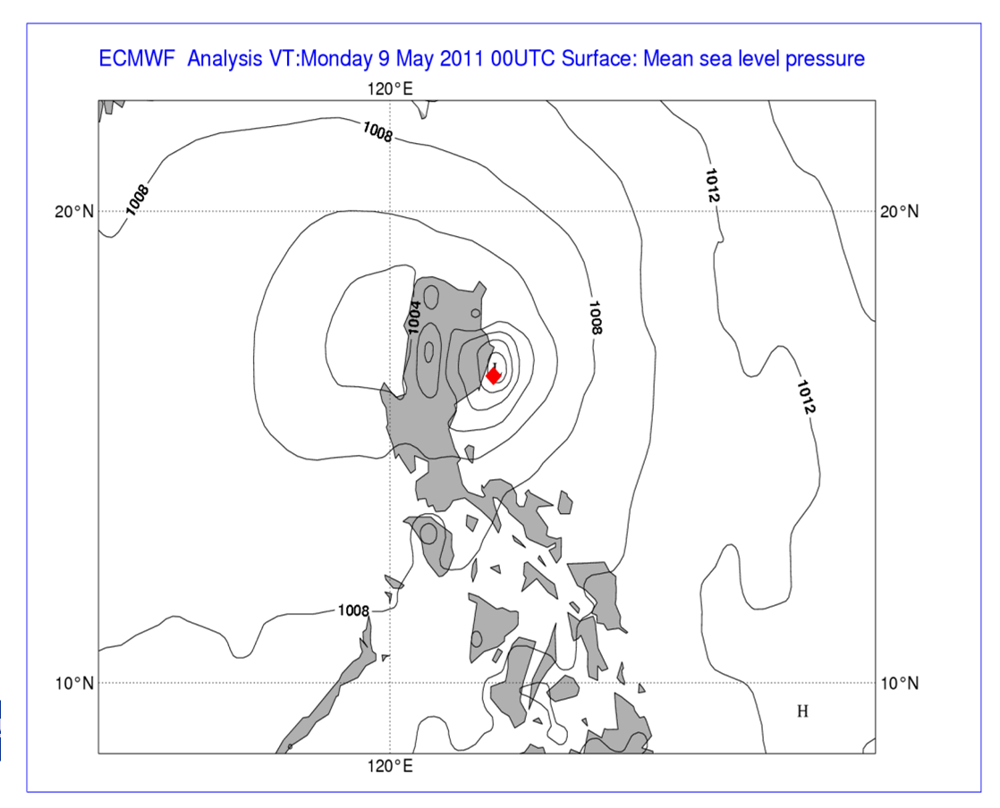 ECMWF Analysis VT:Monday 9 May 2011 00UTC Surface: Mean sea level pressure
120°E
1008
1008
1012
20°N
20°N
1004
1008
1012
1008
10°N
10°N
H
120°E